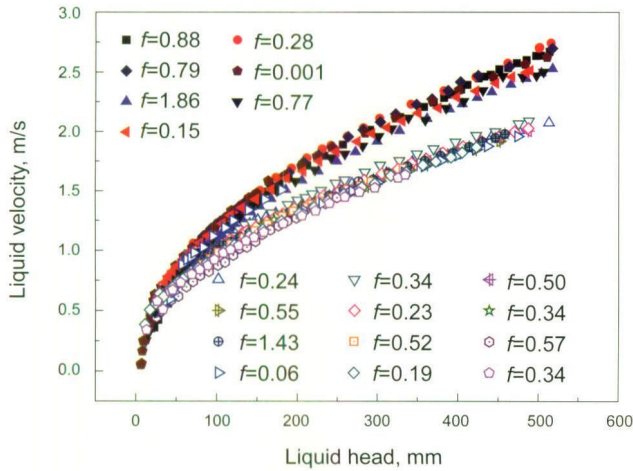 3.0
2.5
2.0
1.5
1.0
0.5
0.0
Liquid velocity, m/s
f=0.88 f=0.28
f=0.79 f=0.001
f=1.86 f=0.77
f=0.15
f=0.24 f=0.34 f=0.50
f=0.55 f=0.23 f=0.34
f=1.43 f=0.52 f=0.57
f=0.06 f=0.19 f=0.34
0 100 200 300 400 500 600
Liquid head, mm